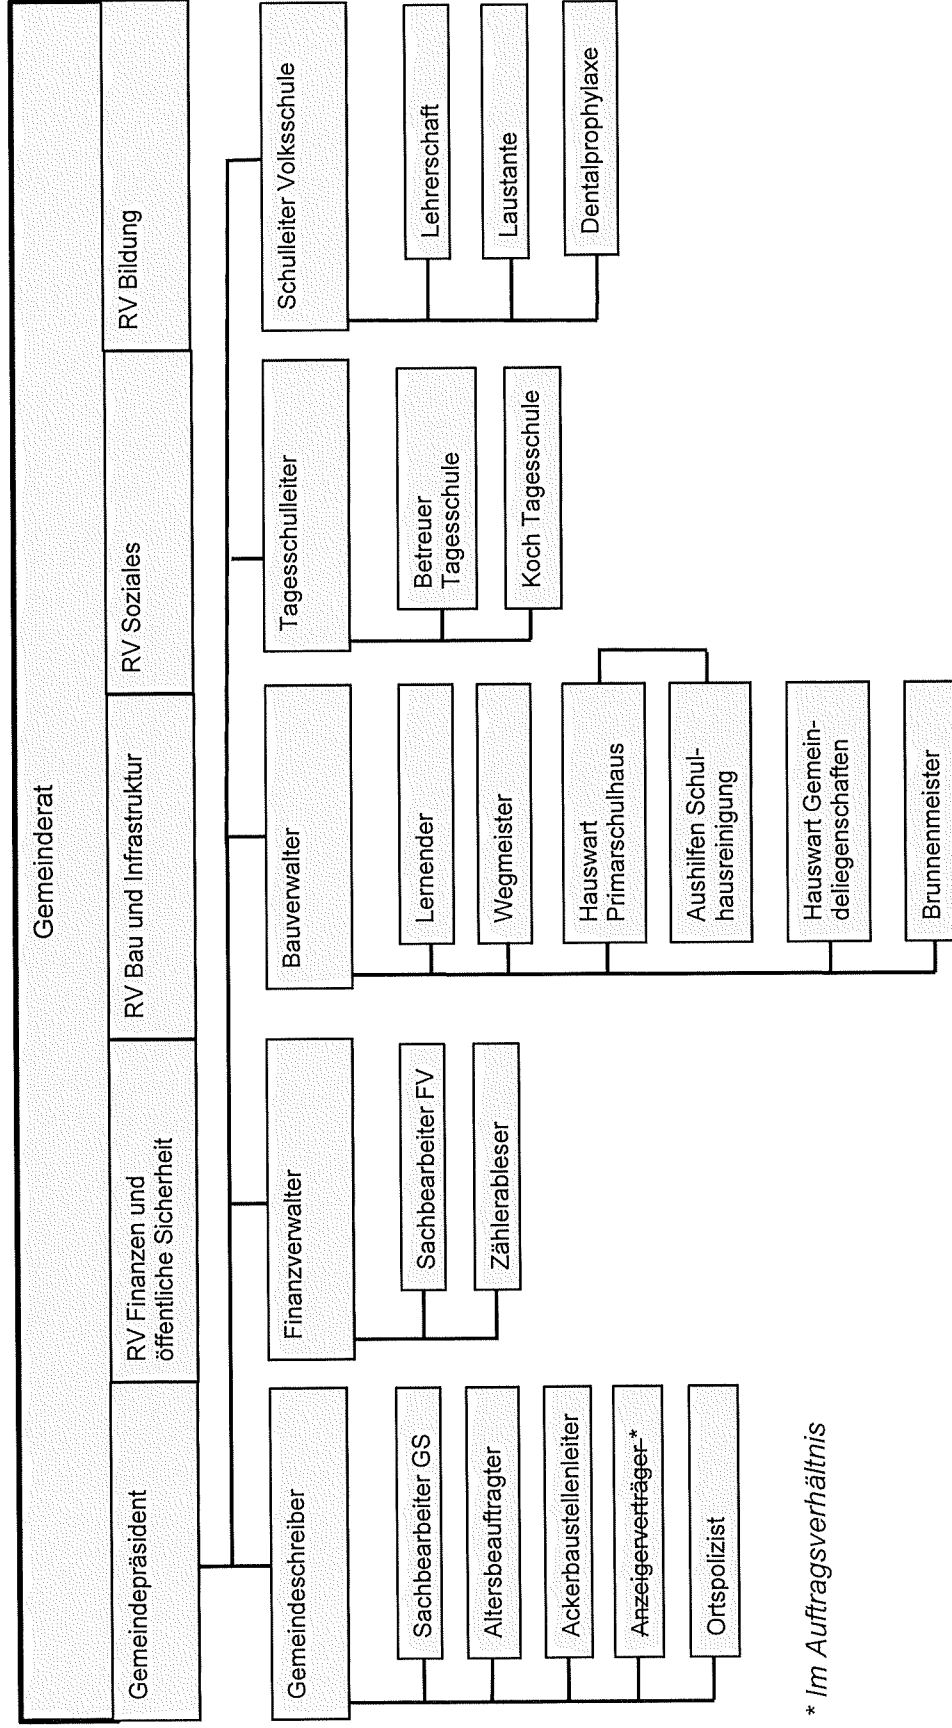 Gemeinderat
Gemeindepräsident
RV Finanzen und
öffentliche Sicherheit
RV Bau und Infrastruktur
RV Soziales
RV Bildung
Gemeindeschreiber
Sachbearbeiter GS
Altersbeauftragter
Ackerbaustellenleiter
Anzeigerverträger *
Ortspolizist
Finanzverwalter
Sachbearbeiter FV
Zählerableser
Bauverwalter
Lernender
Wegmeister
Hauswart
Primarschulhaus
Aushilfen Schul-
hausreinigung
Hauswart Gemein-
deliegenschaften
Brunnenmeister
Tagesschulleiter
Betreuer
Tagesschule
Koch Tagesschule
Schulleiter Volksschule
Lehrerschaft
Laustante
Dentalprophylaxe
* Im Auftragsverhältnis